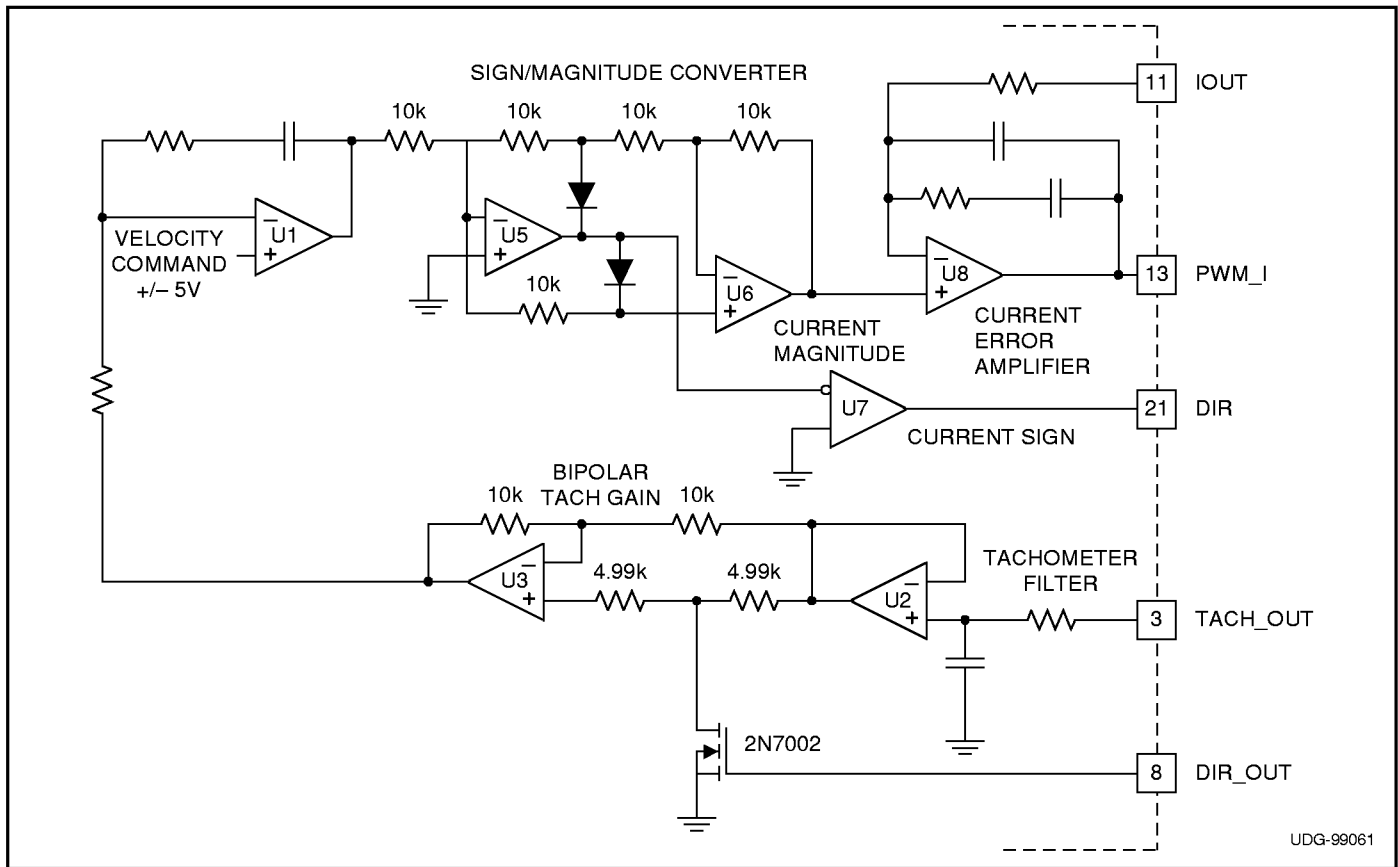 SIGN/MAGNITUDE CONVERTER
11 IOUT
10k 10k 10k 10k
− U1 +
VELOCITY
COMMAND
+/− 5V
− U5 +
10k
− U6 +
− U8 +
13 PWM_I
CURRENT
MAGNITUDE
CURRENT
ERROR
AMPLIFIER
U7
21 DIR
CURRENT SIGN
BIPOLAR
TACH GAIN
10k 10k
− U3 +
4.99k 4.99k
− U2 +
TACHOMETER
FILTER
3 TACH_OUT
2N7002
8 DIR_OUT
UDG-99061